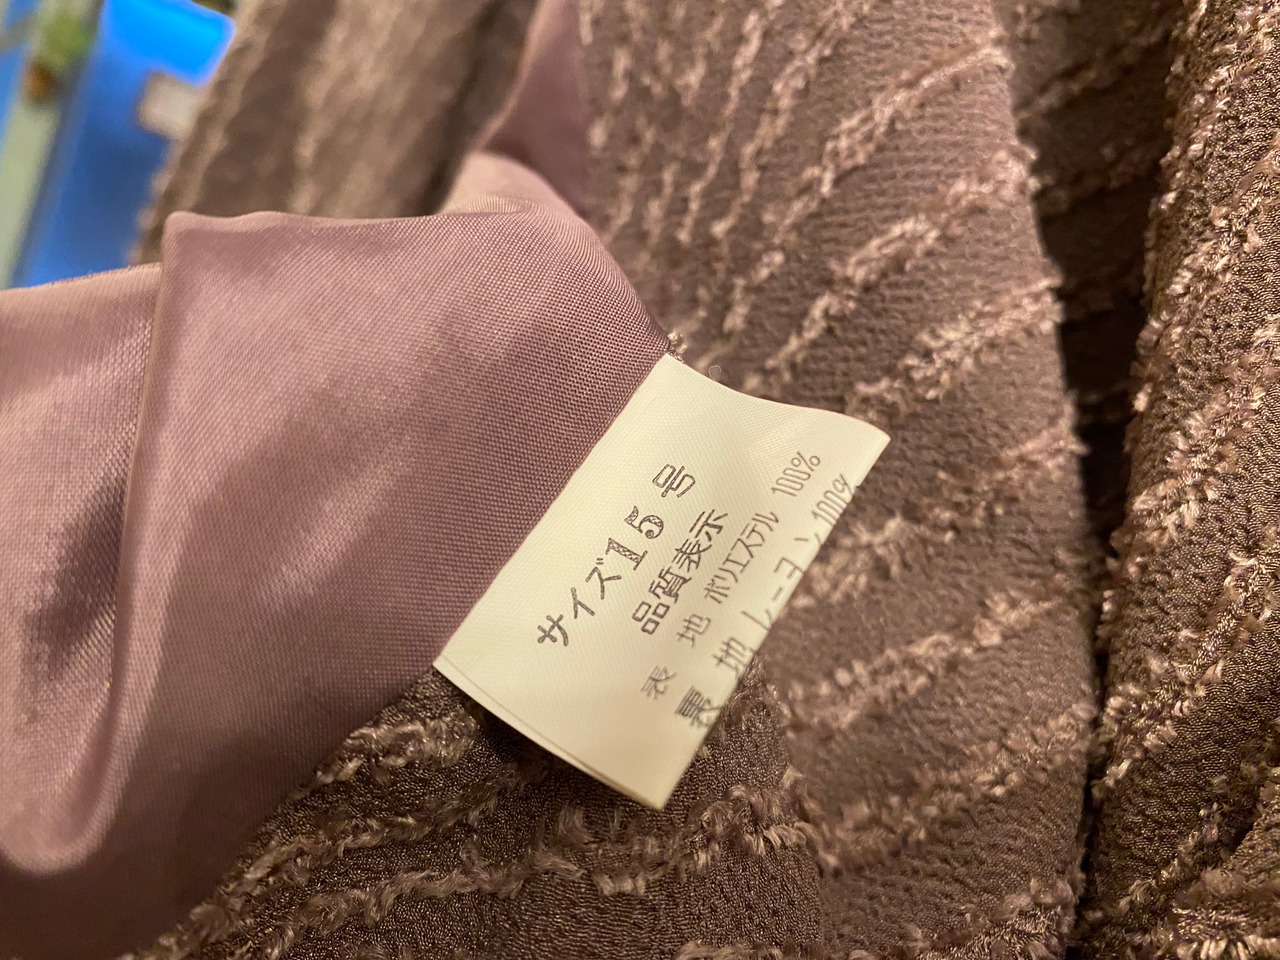 サイズ15号
品質表示
表 地 ポリエステル 100%
裏 地 レーヨン 100%